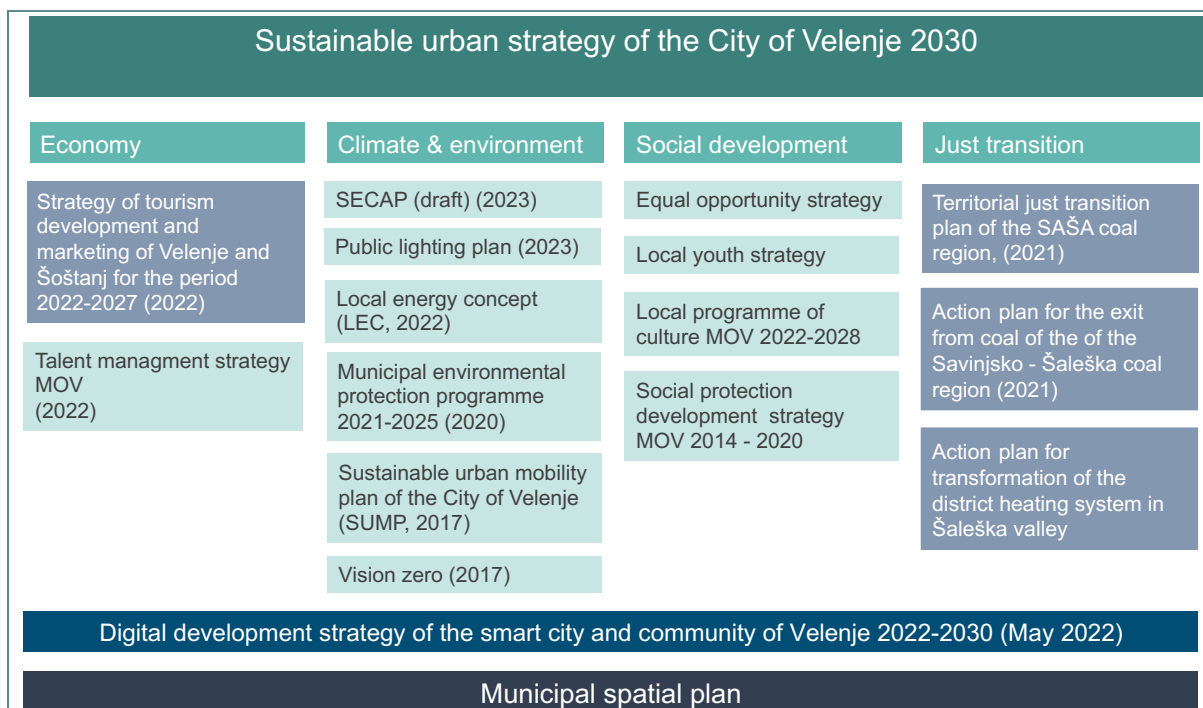 Sustainable urban strategy of the City of Velenje 2030
Economy
Strategy of tourism
development and
marketing of Velenje and
Šoštanj for the period
2022-2027 (2022)
Talent managment strategy
MOV
(2022)
Climate & environment
SECAP (draft) (2023)
Public lighting plan (2023)
Local energy concept
(LEC, 2022)
Municipal environmental
protection programme
2021-2025 (2020)
Sustainable urban mobility
plan of the City of Velenje
(SUMP, 2017)
Vision zero (2017)
Social development
Equal opportunity strategy
Local youth strategy
Local programme of
culture MOV 2022-2028
Social protection
development strategy
MOV 2014 - 2020
Just transition
Territorial just transition
plan of the SAŠA coal
region, (2021)
Action plan for the exit
from coal of the of the
Savinjsko - Šaleška coal
region (2021)
Action plan for
transformation of the
district heating system in
Šaleška valley
Digital development strategy of the smart city and community of Velenje 2022-2030 (May 2022)
Municipal spatial plan